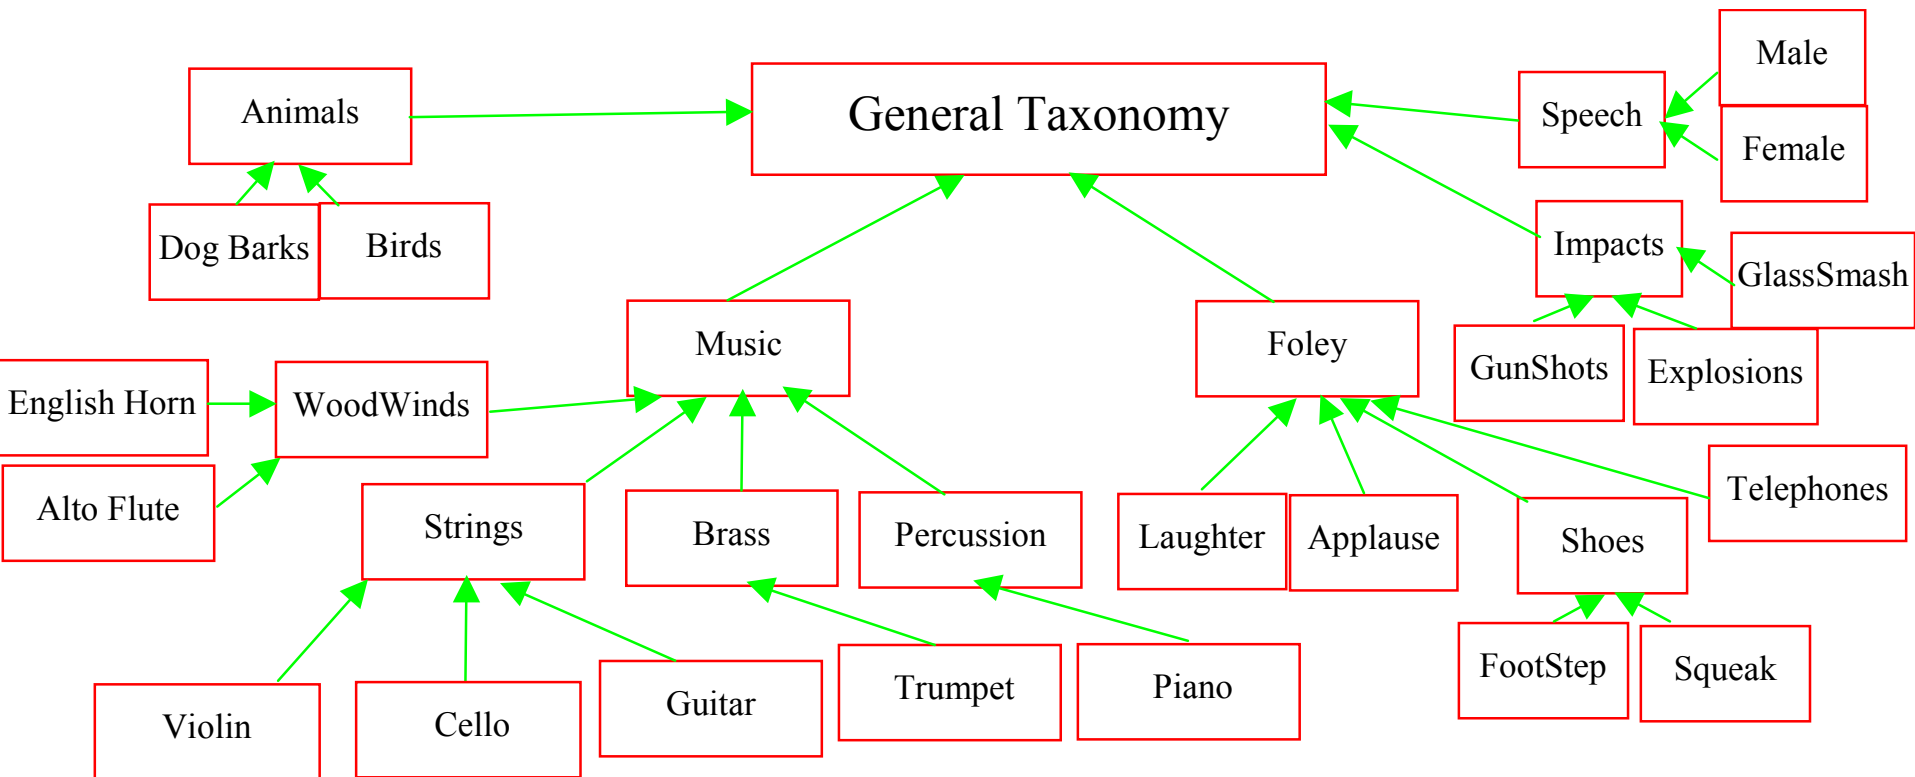 Male
General Taxonomy
Animals
Speech
Female
Dog Barks
Birds
Impacts
GlassSmash
Music
Foley
GunShots
Explosions
English Horn
WoodWinds
Telephones
Alto Flute
Strings
Brass
Percussion
Laughter
Applause
Shoes
FootStep
Squeak
Violin
Cello
Guitar
Trumpet
Piano